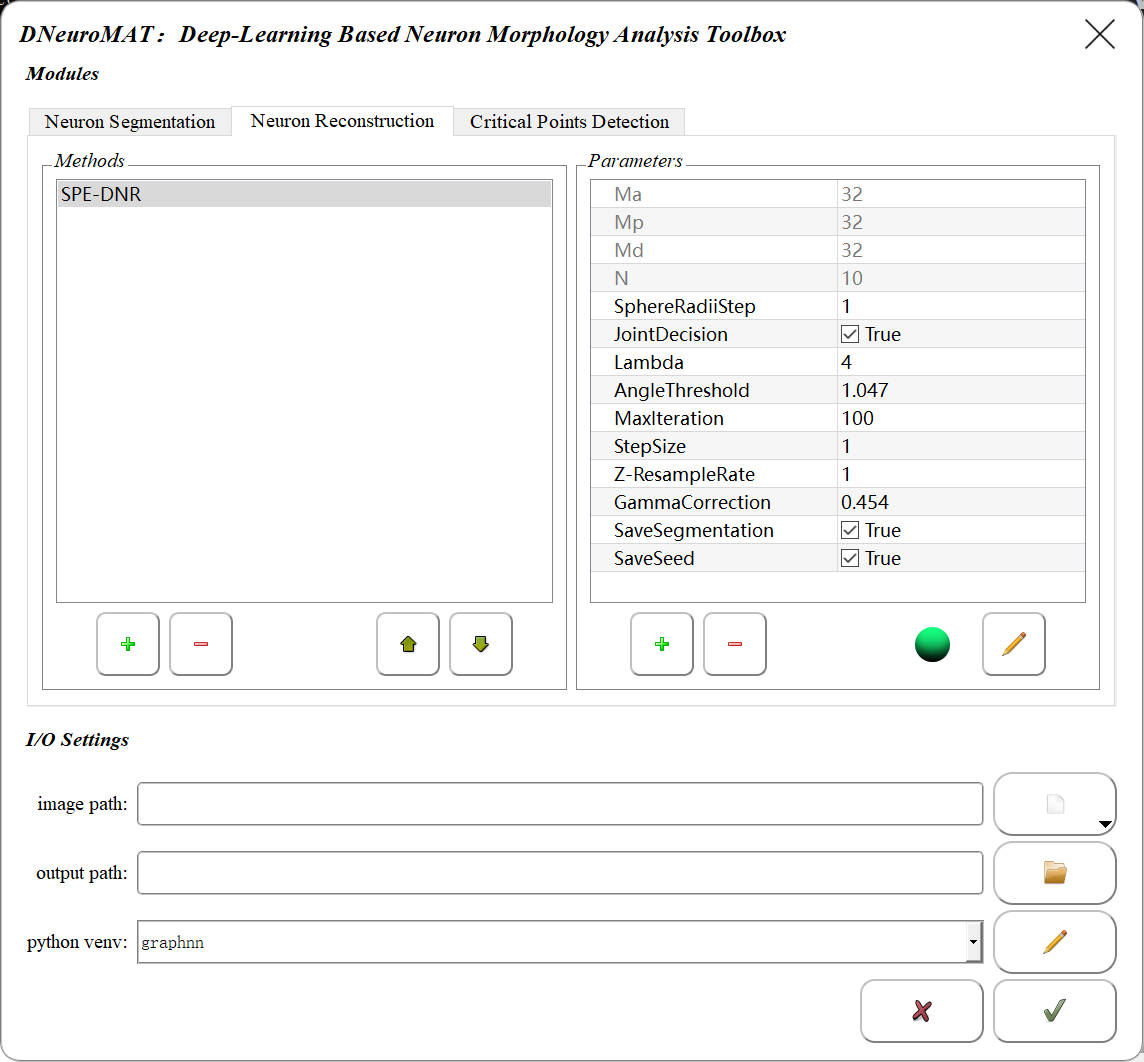 DNeuroMAT： Deep-Learning Based Neuron Morphology Analysis Toolbox
Modules
Neuron Segmentation
Neuron Reconstruction
Critical Points Detection
Methods
SPE-DNR
Parameters
Ma 32
Mp 32
Md 32
N 10
SphereRadiiStep 1
JointDecision True
Lambda 4
AngleThreshold 1.047
MaxIteration 100
StepSize 1
Z-ResampleRate 1
GammaCorrection 0.454
SaveSegmentation True
SaveSeed True
I/O Settings
image path:
output path:
python venv: graphnn